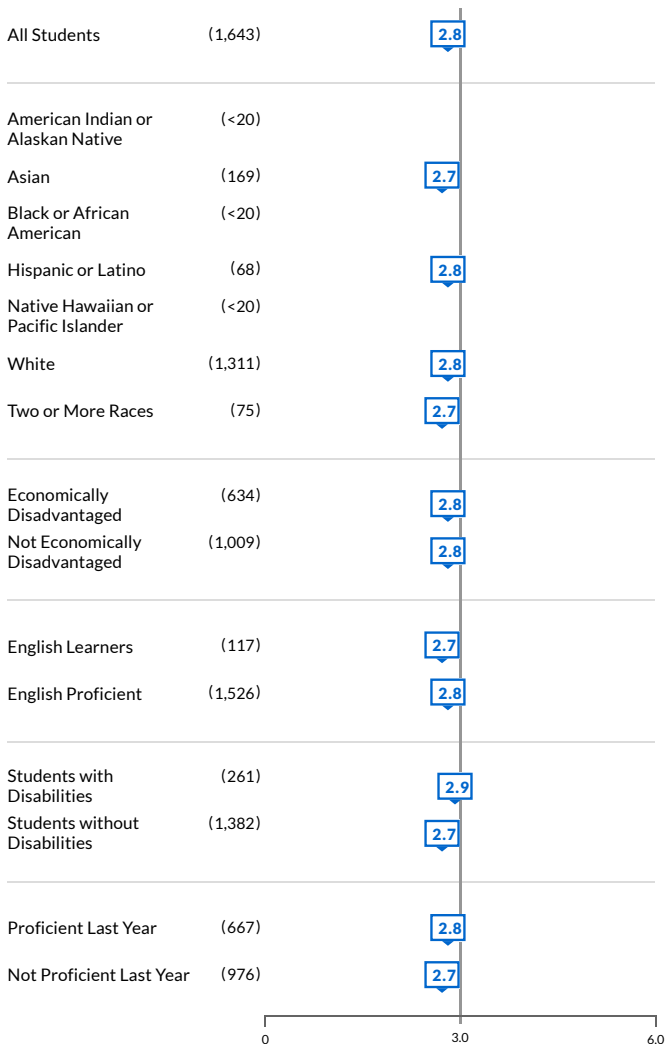 All Students (1,643) 2.8
American Indian or (<20)
Alaskan Native
Asian (169) 2.7
Black or African (<20)
American
Hispanic or Latino (68) 2.8
Native Hawaiian or (<20)
Pacific Islander
White (1,311) 2.8
Two or More Races (75) 2.7
Economically (634) 2.8
Disadvantaged
Not Economically (1,009) 2.8
Disadvantaged
English Learners (117) 2.7
English Proficient (1,526) 2.8
Students with (261) 2.9
Disabilities
Students without (1,382) 2.7
Disabilities
Proficient Last Year (667) 2.8
Not Proficient Last Year (976) 2.7
0 3.0 6.0